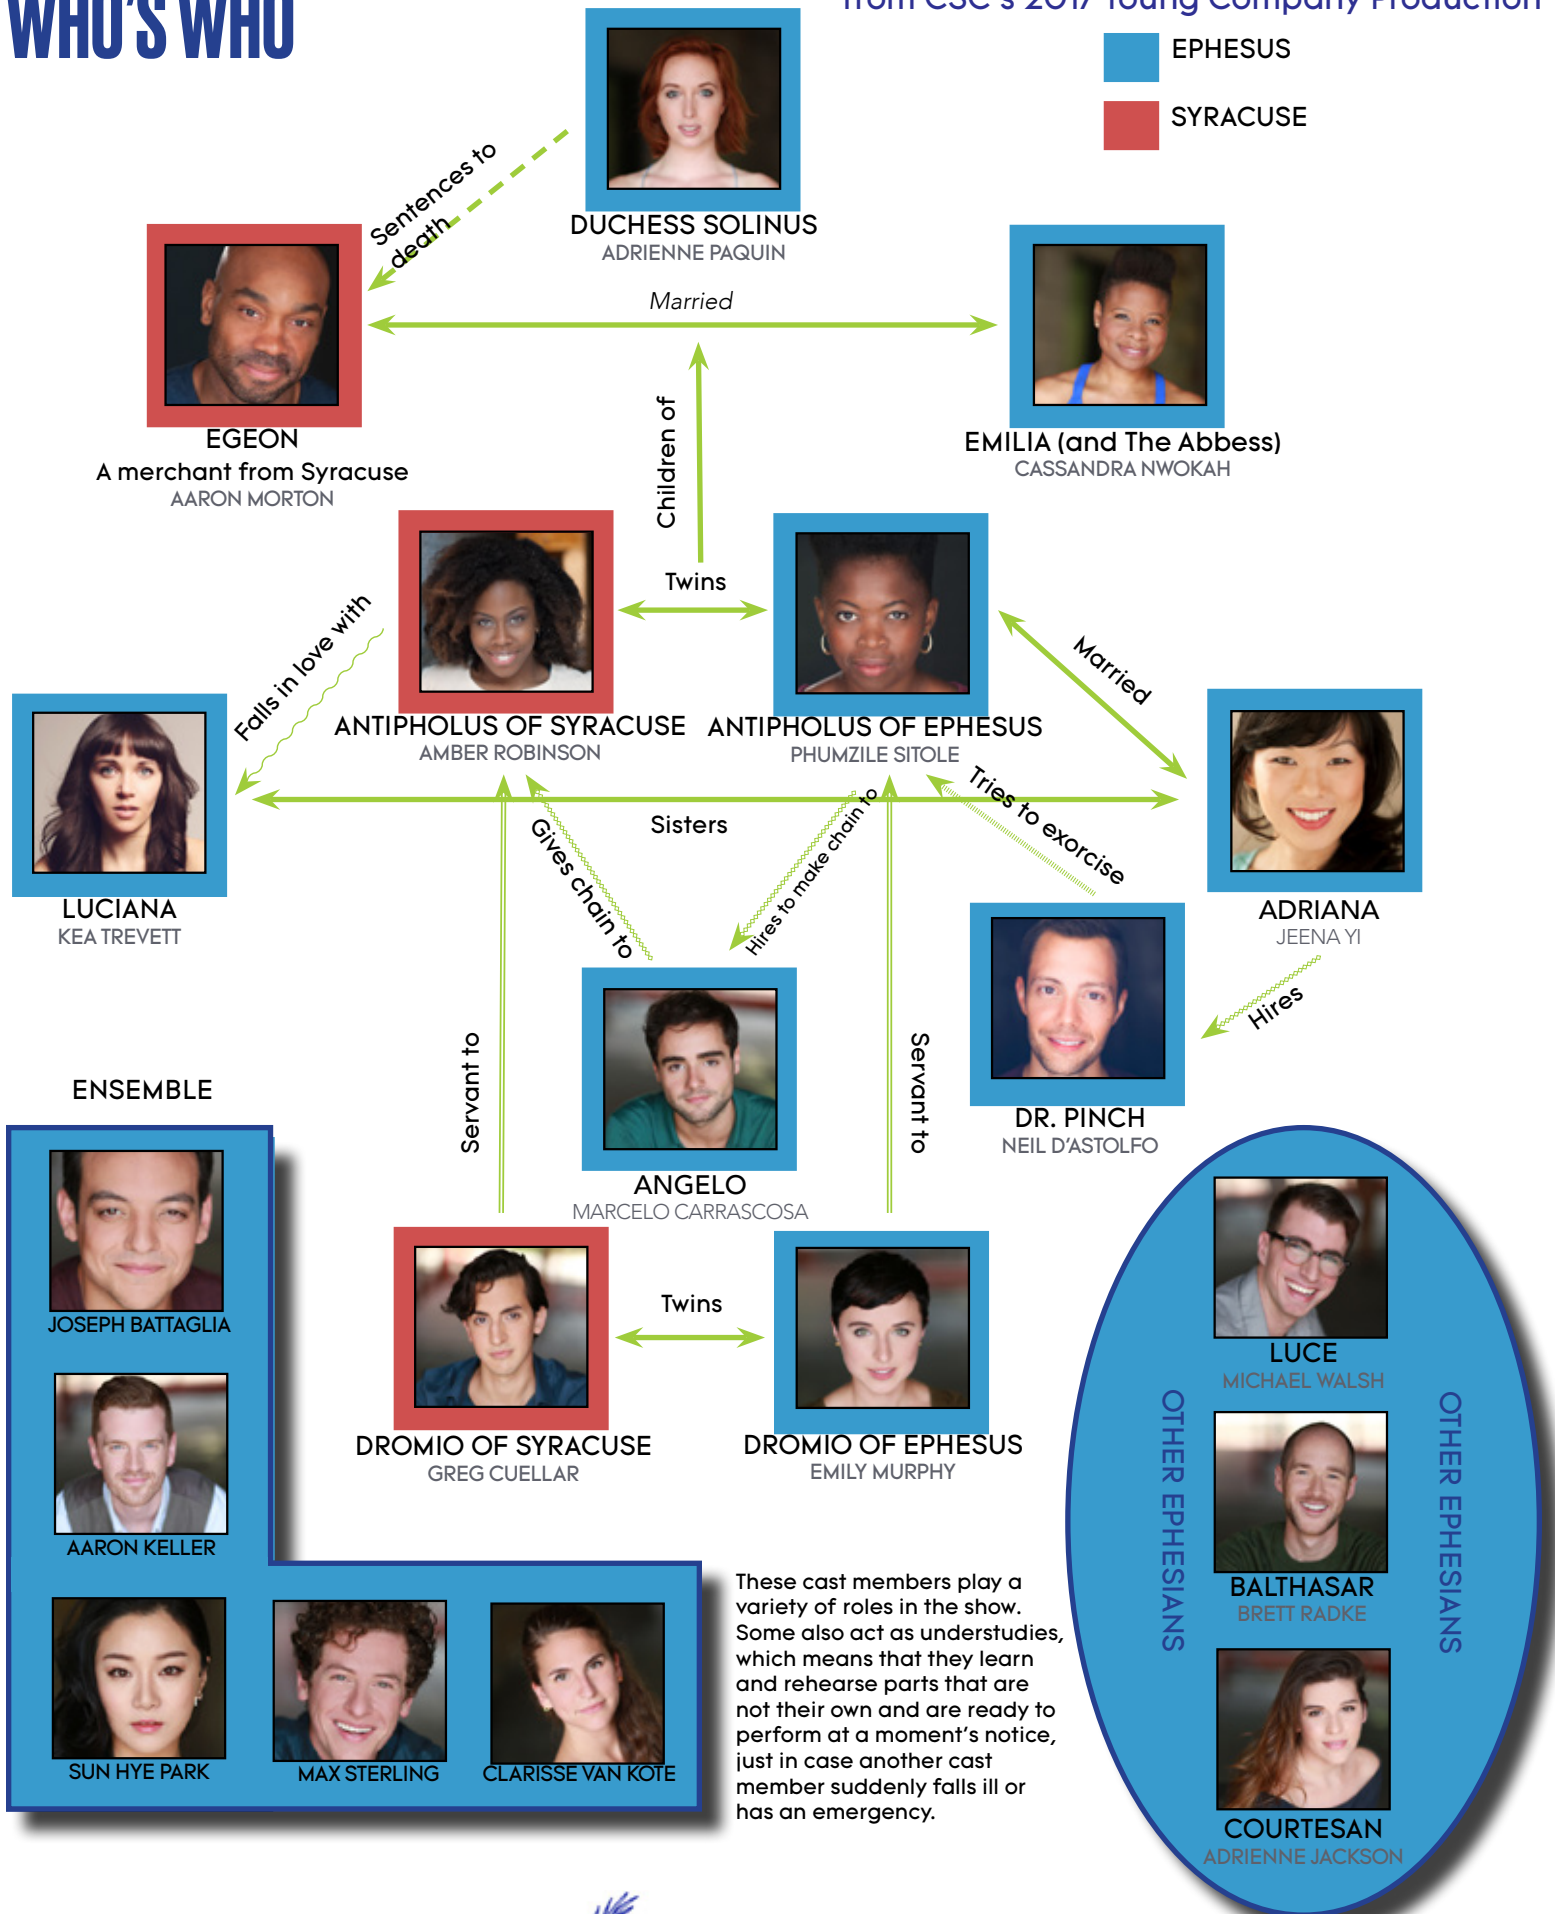 WHO'S WHO
from CSC's 2017 Young Company Production
EPHESUS
SYRACUSE
Sentences to
death
DUCHESS SOLINUS
ADRIENNE PAQUIN
Married
EGEON
A merchant from Syracuse
AARON MORTON
Children of
EMILIA (and The Abbess)
CASSANDRA NWOKAH
Twins
Falls in love with
Married
ANTIPHOLUS OF SYRACUSE
AMBER ROBINSON
ANTIPHOLUS OF EPHESUS
PHUMZILE SITOLE
Sisters
Gives chain to
Hires to make chain to
Tries to exorcise
LUCIANA
KEA TREVETT
ADRIANA
JEENA YI
Hires
Servant to
Servant to
ANGELO
MARCELO CARRASCOSA
DR. PINCH
NEIL D'ASTOLFO
Twins
DROMIO OF SYRACUSE
GREG CUELLAR
DROMIO OF EPHESUS
EMILY MURPHY
ENSEMBLE
JOSEPH BATTAGLIA
AARON KELLER
SUN HYE PARK
MAX STERLING
CLARISSE VAN KOTE
These cast members play a
variety of roles in the show.
Some also act as understudies,
which means that they learn
and rehearse parts that are
not their own and are ready to
perform at a moment's notice,
just in case another cast
member suddenly falls ill or
has an emergency.
OTHER EPHESIANS
LUCE
MICHAEL WALSH
BALTHASAR
BRETT RADKE
COURTESAN
ADRIENNE JACKSON
OTHER EPHESIANS